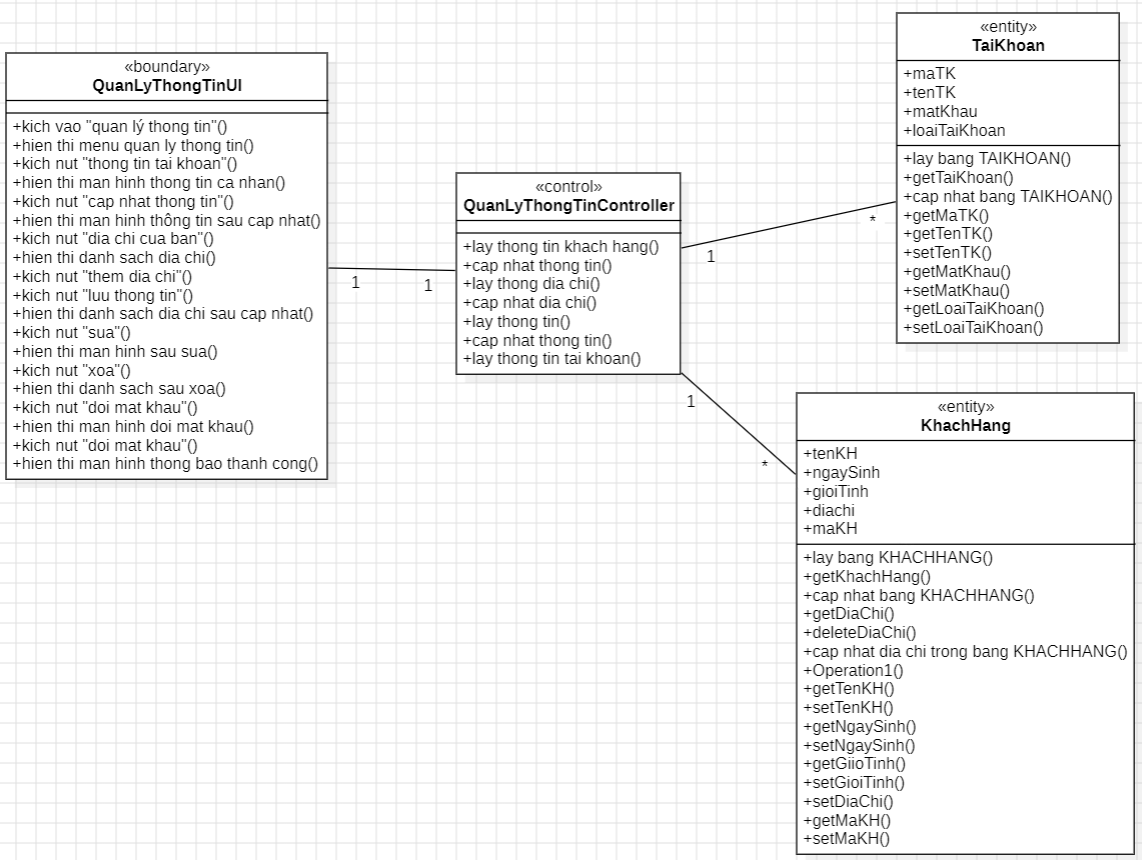 «boundary»
QuanLyThongTinUI
+kich vao "quan lý thong tin"()
+hien thi menu quan ly thong tin()
+kich nut "thong tin tai khoan"()
+hien thi man hinh thong tin ca nhan()
+kich nut "cap nhat thong tin"()
+hien thi man hinh thông tin sau cap nhat()
+kich nut "dia chi cua ban"()
+hien thi danh sach dia chi()
+kich nut "them dia chi"()
+kich nut "luu thong tin"()
+hien thi danh sach dia chi sau cap nhat()
+kich nut "sua"()
+hien thi man hinh sau sua()
+kich nut "xoa"()
+hien thi danh sach sau xoa()
+kich nut "doi mat khau"()
+hien thi man hinh doi mat khau()
+kich nut "doi mat khau"()
+hien thi man hinh thong bao thanh cong()
1
1
«control»
QuanLyThongTinController
+lay thong tin khach hang()
+cap nhat thong tin()
+lay thong dia chi()
+cap nhat dia chi()
+lay thong tin()
+cap nhat thong tin()
+lay thong tin tai khoan()
1
*
1
*
«entity»
TaiKhoan
+maTK
+tenTK
+matKhau
+loaiTaiKhoan
+lay bang TAIKHOAN()
+getTaiKhoan()
+cap nhat bang TAIKHOAN()
+getMaTK()
+getTenTK()
+setTenTK()
+getMatKhau()
+setMatKhau()
+getLoaiTaiKhoan()
+setLoaiTaiKhoan()
«entity»
KhachHang
+tenKH
+ngaySinh
+gioiTinh
+diachi
+maKH
+lay bang KHACHHANG()
+getKhachHang()
+cap nhat bang KHACHHANG()
+getDiaChi()
+deleteDiaChi()
+cap nhat dia chi trong bang KHACHHANG()
+Operation1()
+getTenKH()
+setTenKH()
+getNgaySinh()
+setNgaySinh()
+getGiioTinh()
+setGioiTinh()
+setDiaChi()
+getMaKH()
+setMaKH()